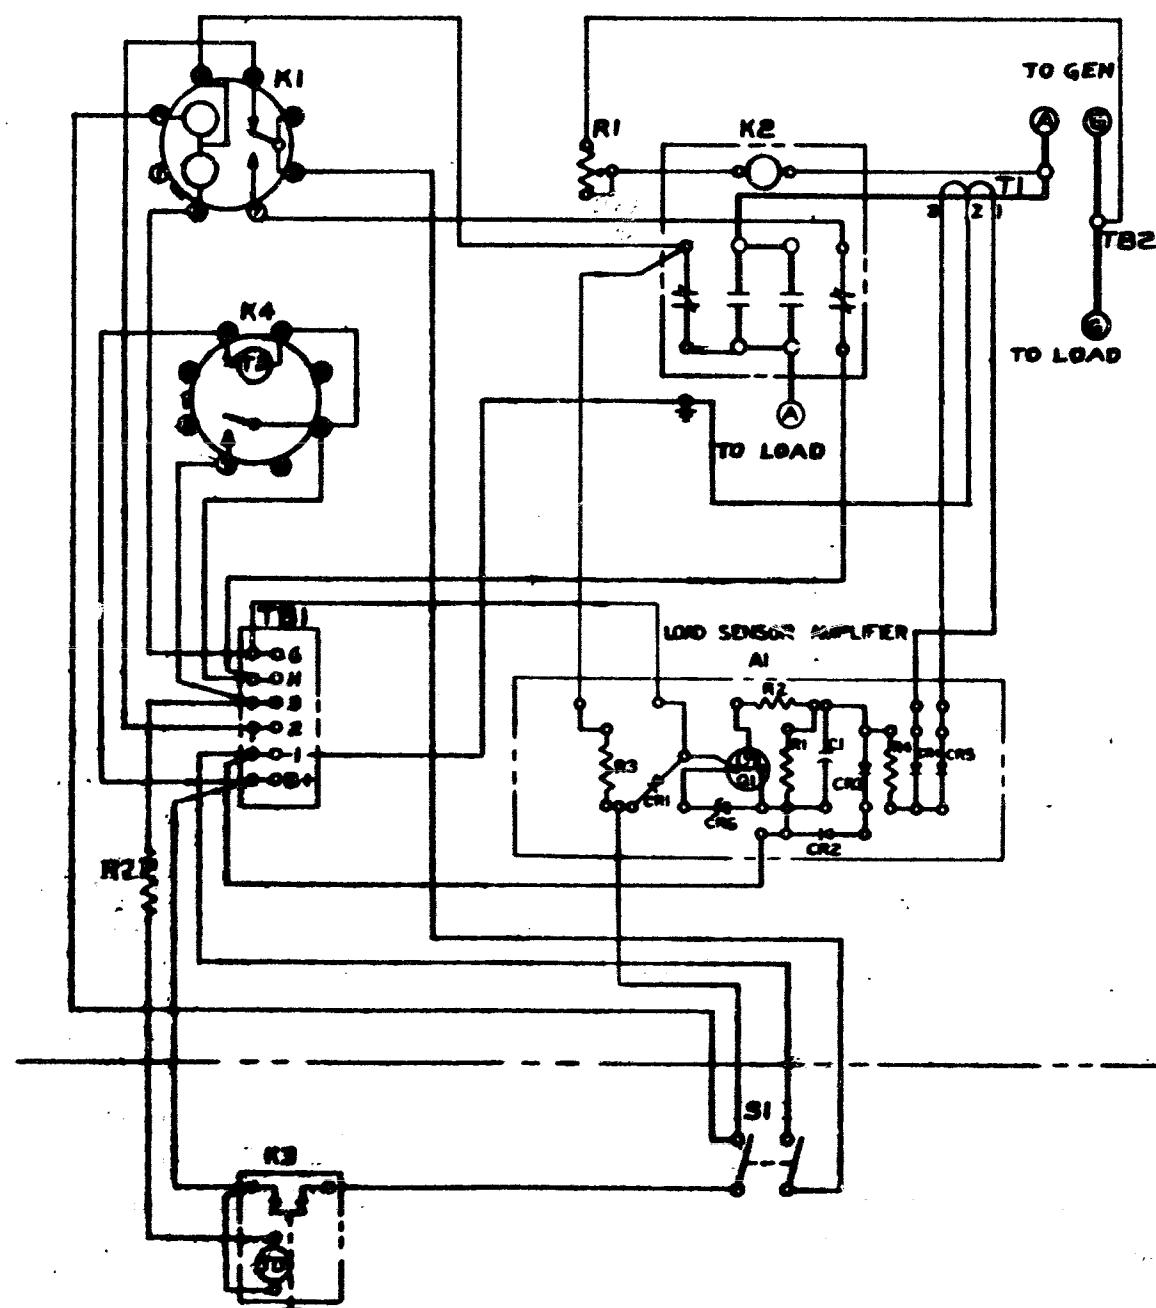 K1
TO GEN
R1
K2
A
G
T1
3 2 1
TB2
K4
G
TO LOAD
A
TO LOAD
TB1
6
H
3
2
1
B+
LOAD SENSOR AMPLIFIER
A1
R2
R1
C1
R3
R4
CR5
CR1
Q1
CR6
CR2
R2
S1
K3
TD